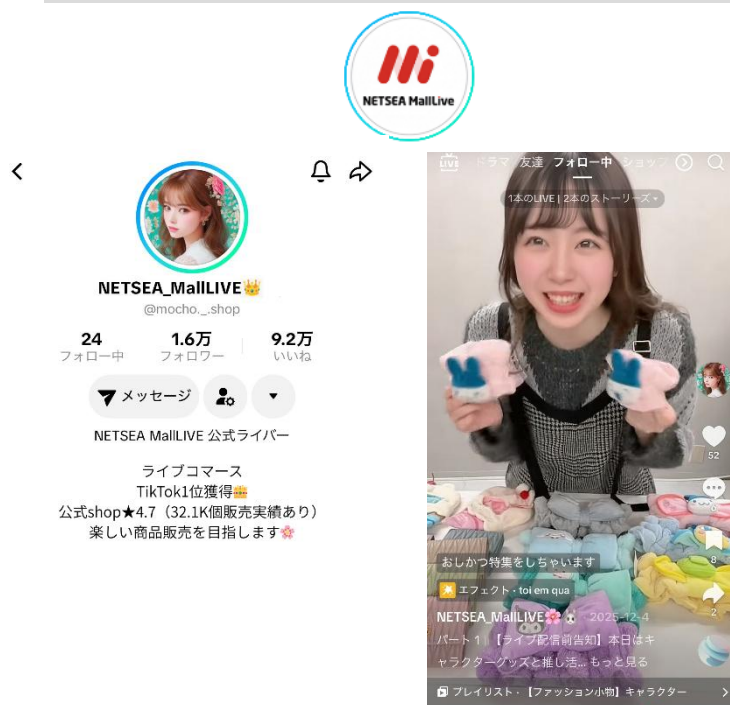 NETSEA MallLive
NETSEA_MallLIVE👑
@mocho._.shop
24
フォロー中
1.6万
フォロワー
9.2万
いいね
メッセージ
NETSEA MallLIVE 公式ライバー
ライブコマース
TikTok1位獲得👑
公式shop★4.7（32.1K個販売実績あり）
楽しい商品販売を目指します🌸
LIVE
ドラマ 友達 フォロー中 ショップ
1本のLIVE | 2本のストーリーズ
52
8
2
おしかつ特集をしちゃいます
エフェクト · toi em qua
NETSEA_MallLIVE🌸 · 2025-12-4
パート１ 【ライブ配信前告知】本日はキ
ャラクターグッズと推し活... もっと見る
プレイリスト · 【ファッション小物】キャラクター